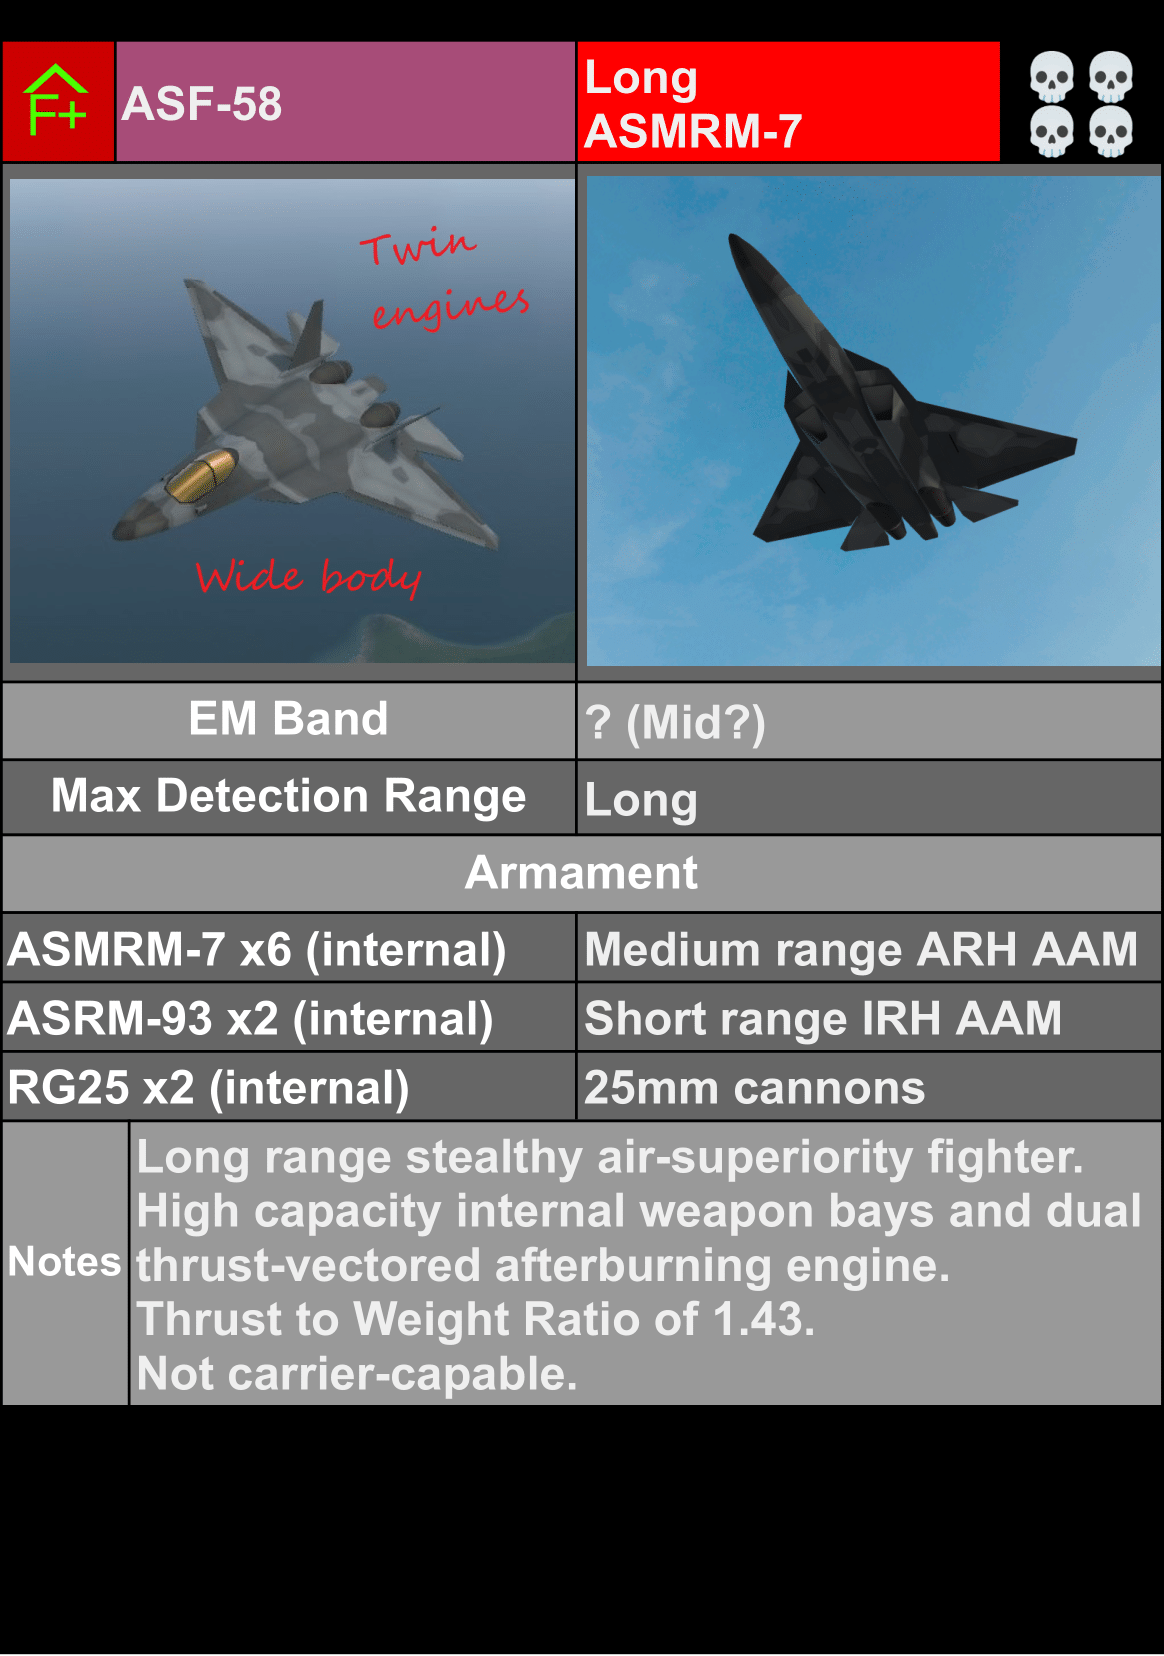 F+
ASF-58
Long
ASMRM-7
Twin
engines
Wide body
EM Band
? (Mid?)
Max Detection Range
Long
Armament
ASMRM-7 x6 (internal)
Medium range ARH AAM
ASRM-93 x2 (internal)
Short range IRH AAM
RG25 x2 (internal)
25mm cannons
Notes
Long range stealthy air-superiority fighter.
High capacity internal weapon bays and dual
thrust-vectored afterburning engine.
Thrust to Weight Ratio of 1.43.
Not carrier-capable.